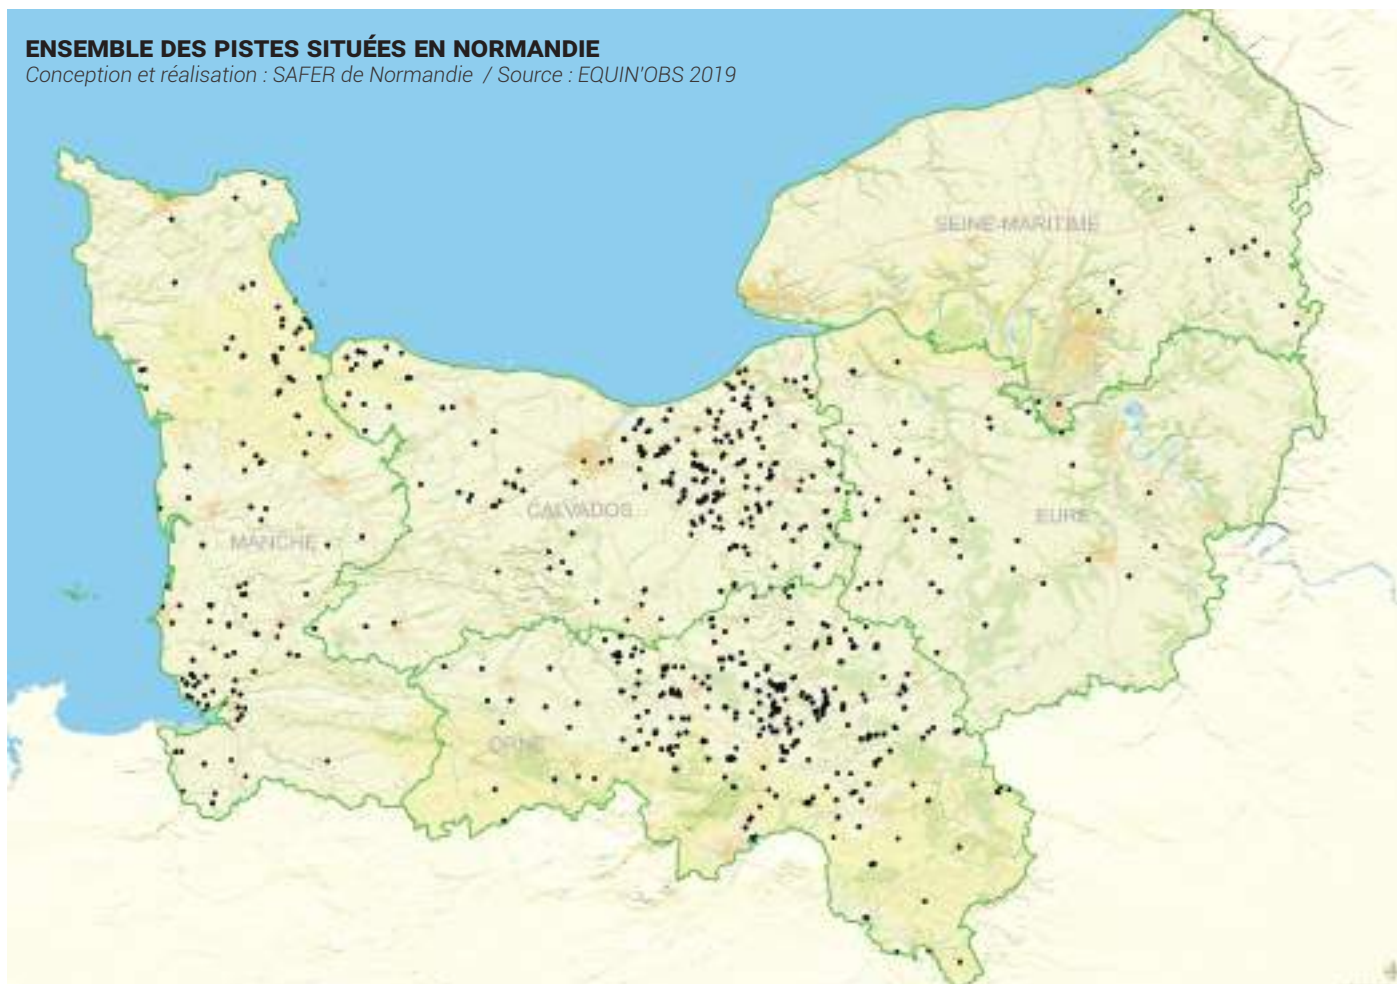 ENSEMBLE DES PISTES SITUÉES EN NORMANDIE
Conception et réalisation : SAFER de Normandie / Source : EQUIN'OBS 2019
SEINE-MARITIME
CALVADOS
EURE
MANCHE
ORNE